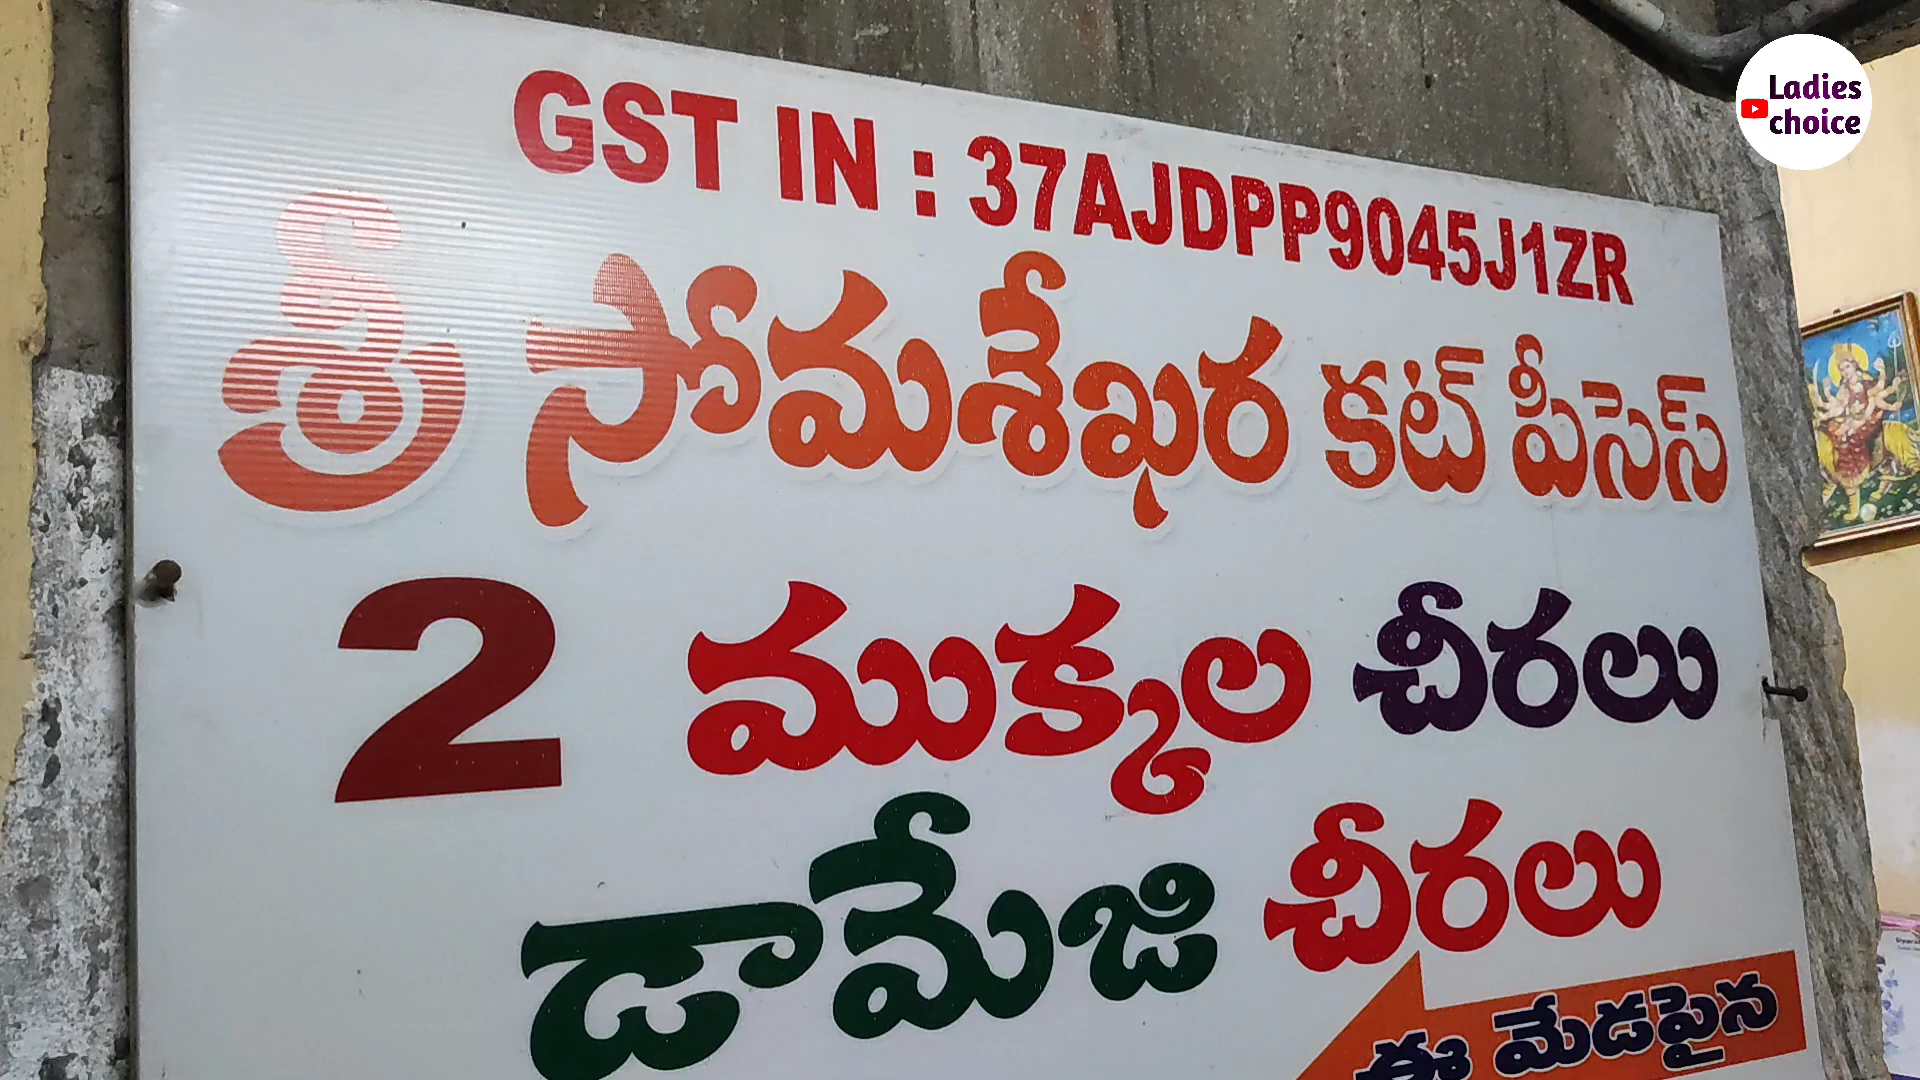 GST IN : 37AJDPP9045J1ZR
శ్రీ సోమశేఖర కట్ పీసెస్
2 ముక్కల చీరలు
డామేజి చీరలు
ఈ మేడపైన
Ladies
choice